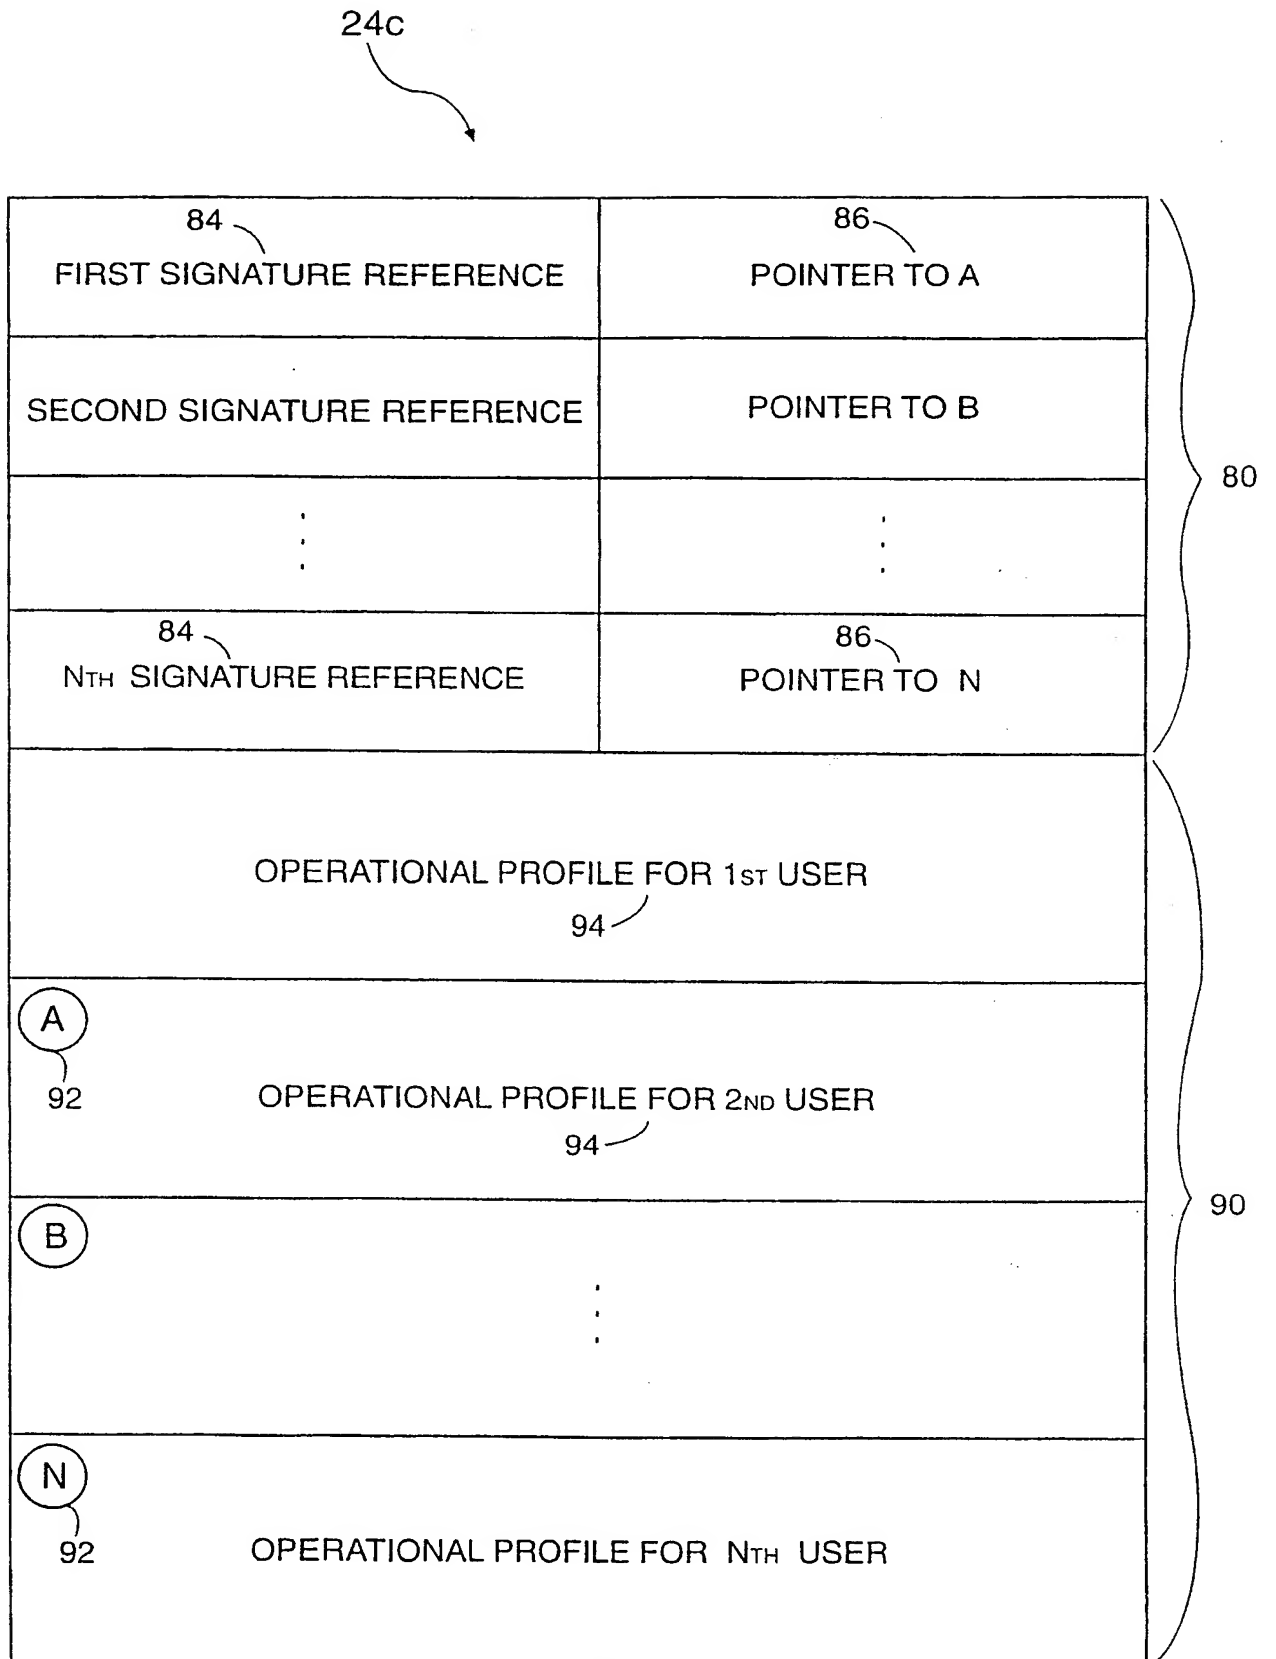 24c
84
86
FIRST SIGNATURE REFERENCE
POINTER TO A
SECOND SIGNATURE REFERENCE
POINTER TO B
80
84
86
NTH SIGNATURE REFERENCE
POINTER TO N
OPERATIONAL PROFILE FOR 1ST USER
94
A
92
OPERATIONAL PROFILE FOR 2ND USER
94
B
90
N
92
OPERATIONAL PROFILE FOR NTH USER